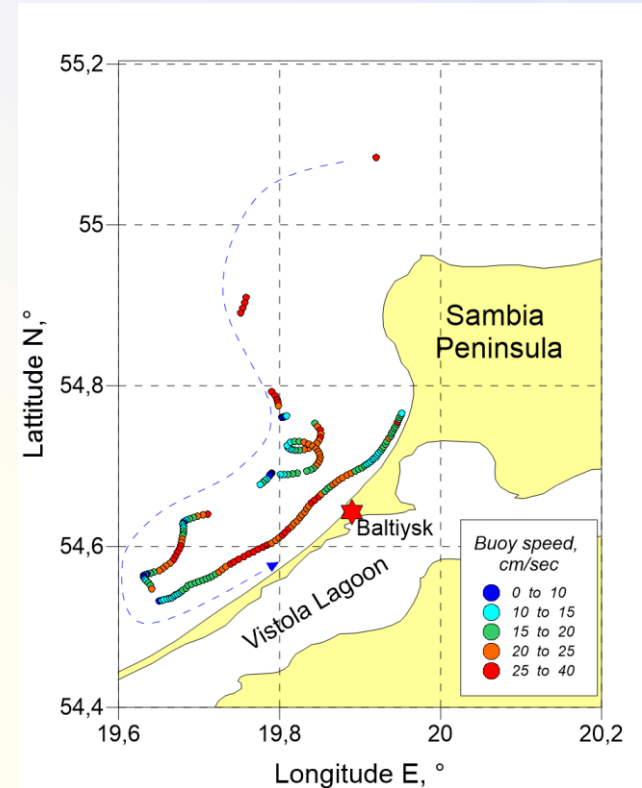 55,2
55
54,8
54,6
54,4
Lattitude N,°
19,6
19,8
20
20,2
Longitude E, °
Sambia
Peninsula
Baltiysk
Vistola Lagoon
Buoy speed,
cm/sec
0 to 10
10 to 15
15 to 20
20 to 25
25 to 40